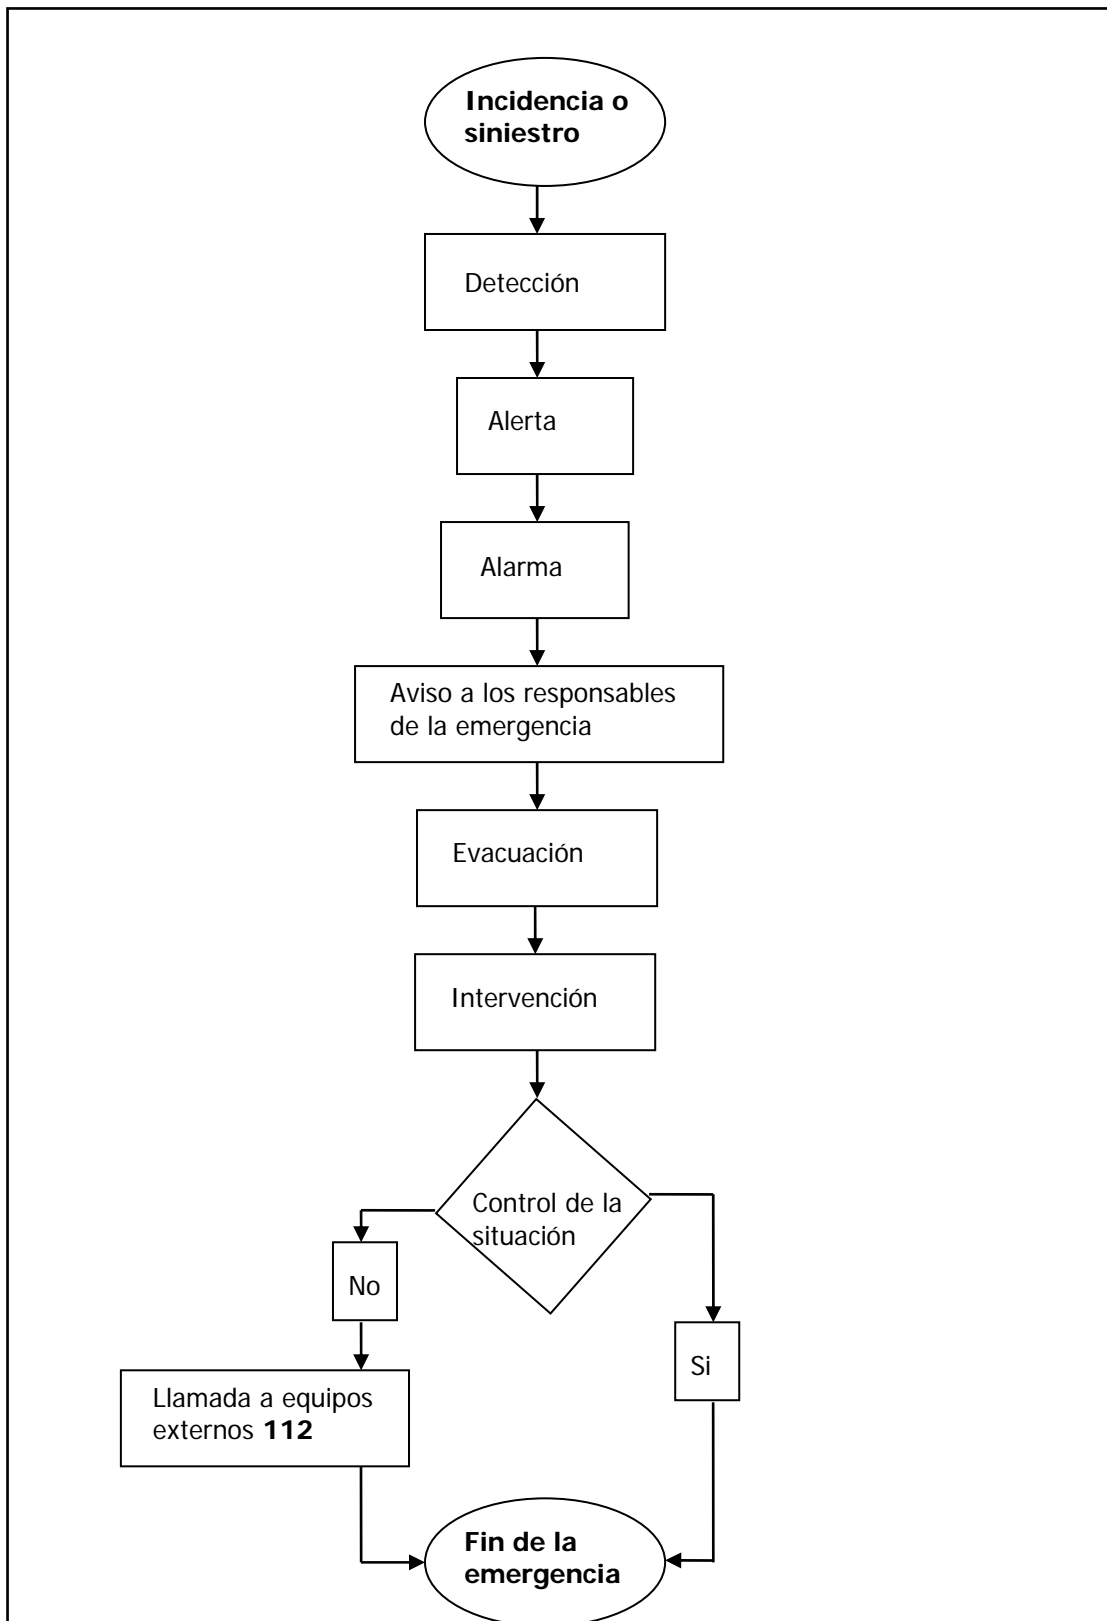 Incidencia o
siniestro
Detección
Alerta
Alarma
Aviso a los responsables
de la emergencia
Evacuación
Intervención
Control de la
situación
No
Si
Llamada a equipos
externos 112
Fin de la
emergencia